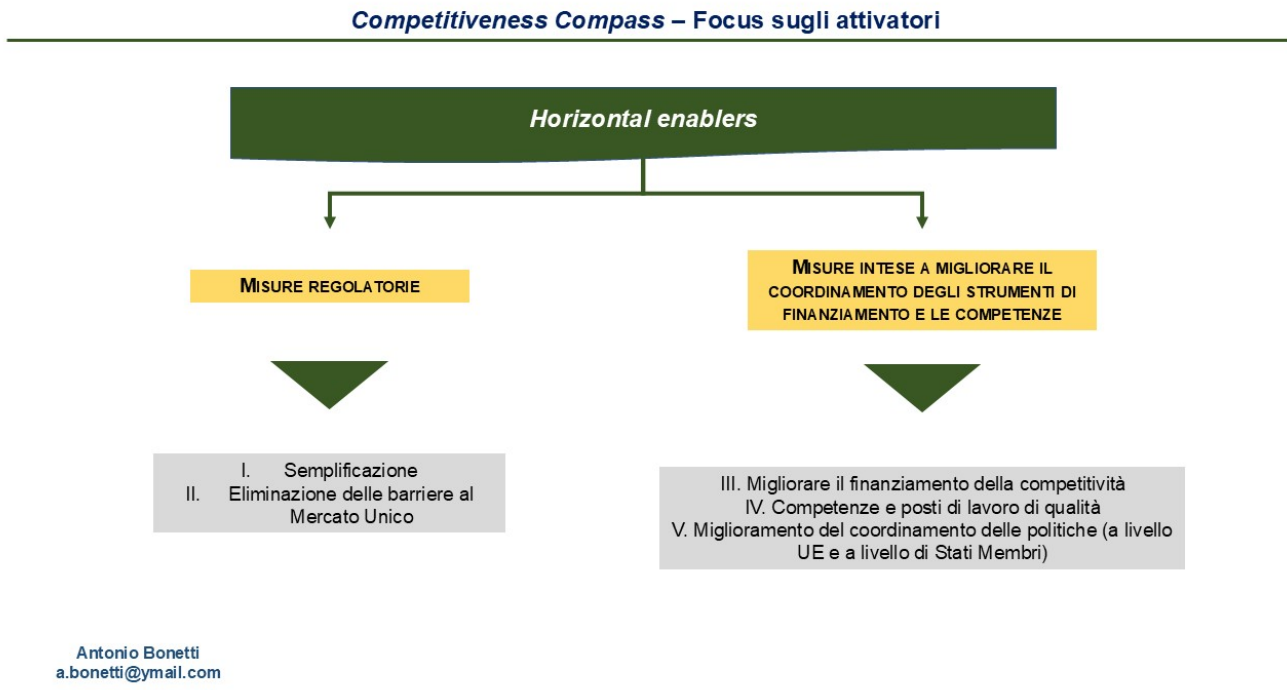 Competitiveness Compass – Focus sugli attivatori
Horizontal enablers
MISURE REGOLATORIE
MISURE INTESE A MIGLIORARE IL
COORDINAMENTO DEGLI STRUMENTI DI
FINANZIAMENTO E LE COMPETENZE
I. Semplificazione
II. Eliminazione delle barriere al
Mercato Unico
III. Migliorare il finanziamento della competitività
IV. Competenze e posti di lavoro di qualità
V. Miglioramento del coordinamento delle politiche (a livello
UE e a livello di Stati Membri)
Antonio Bonetti
a.bonetti@ymail.com